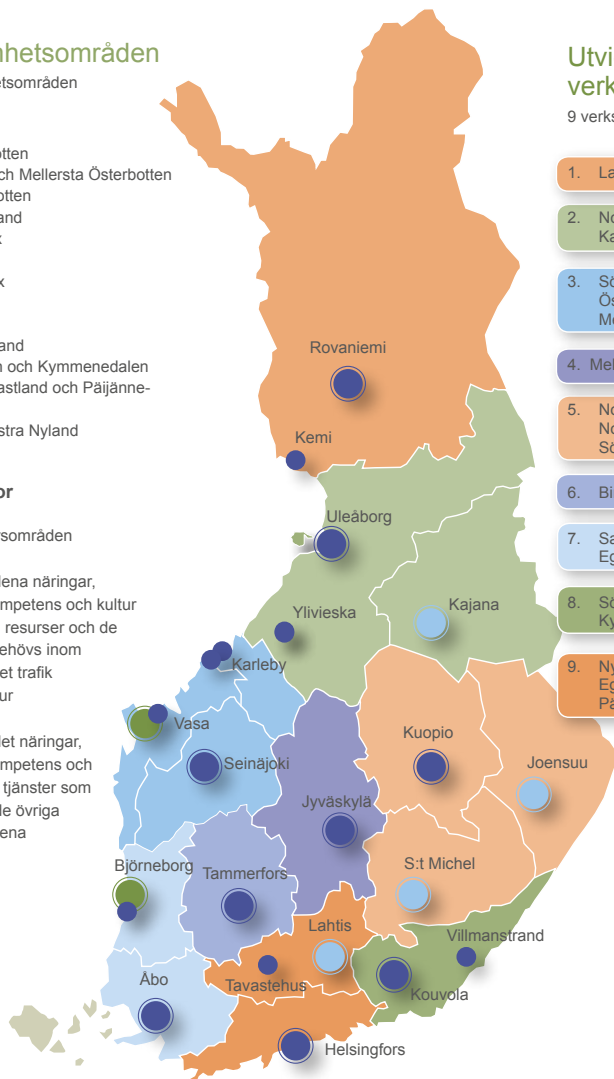 nhetsområden
etsområden
otten
ch Mellersta Österbotten
otten
and
x
x
and
n och Kymmenedalen
astland och Päijänne-
stra Nyland
or
rsområden
lena näringar,
mpetens och kultur
resurser och de
ehövs inom
et trafik
ur
det näringar,
mpetens och
tjänster som
le övriga
ena
Rovaniemi
Kemi
Uleåborg
Ylivieska
Kajana
Karleby
Vasa
Seinäjoki
Kuopio
Joensuu
Jyväskylä
Björneborg
Tammerfors
S:t Michel
Lahtis
Villmanstrand
Åbo
Tavastehus
Kouvola
Helsingfors
Utvi
verk
9 verks
1. La
2. No
Ka
3. Sö
Ös
Me
4. Mel
5. No
No
Sö
6. Bi
7. Sa
Eg
8. Sö
Ky
9. Ny
Eg
Pä